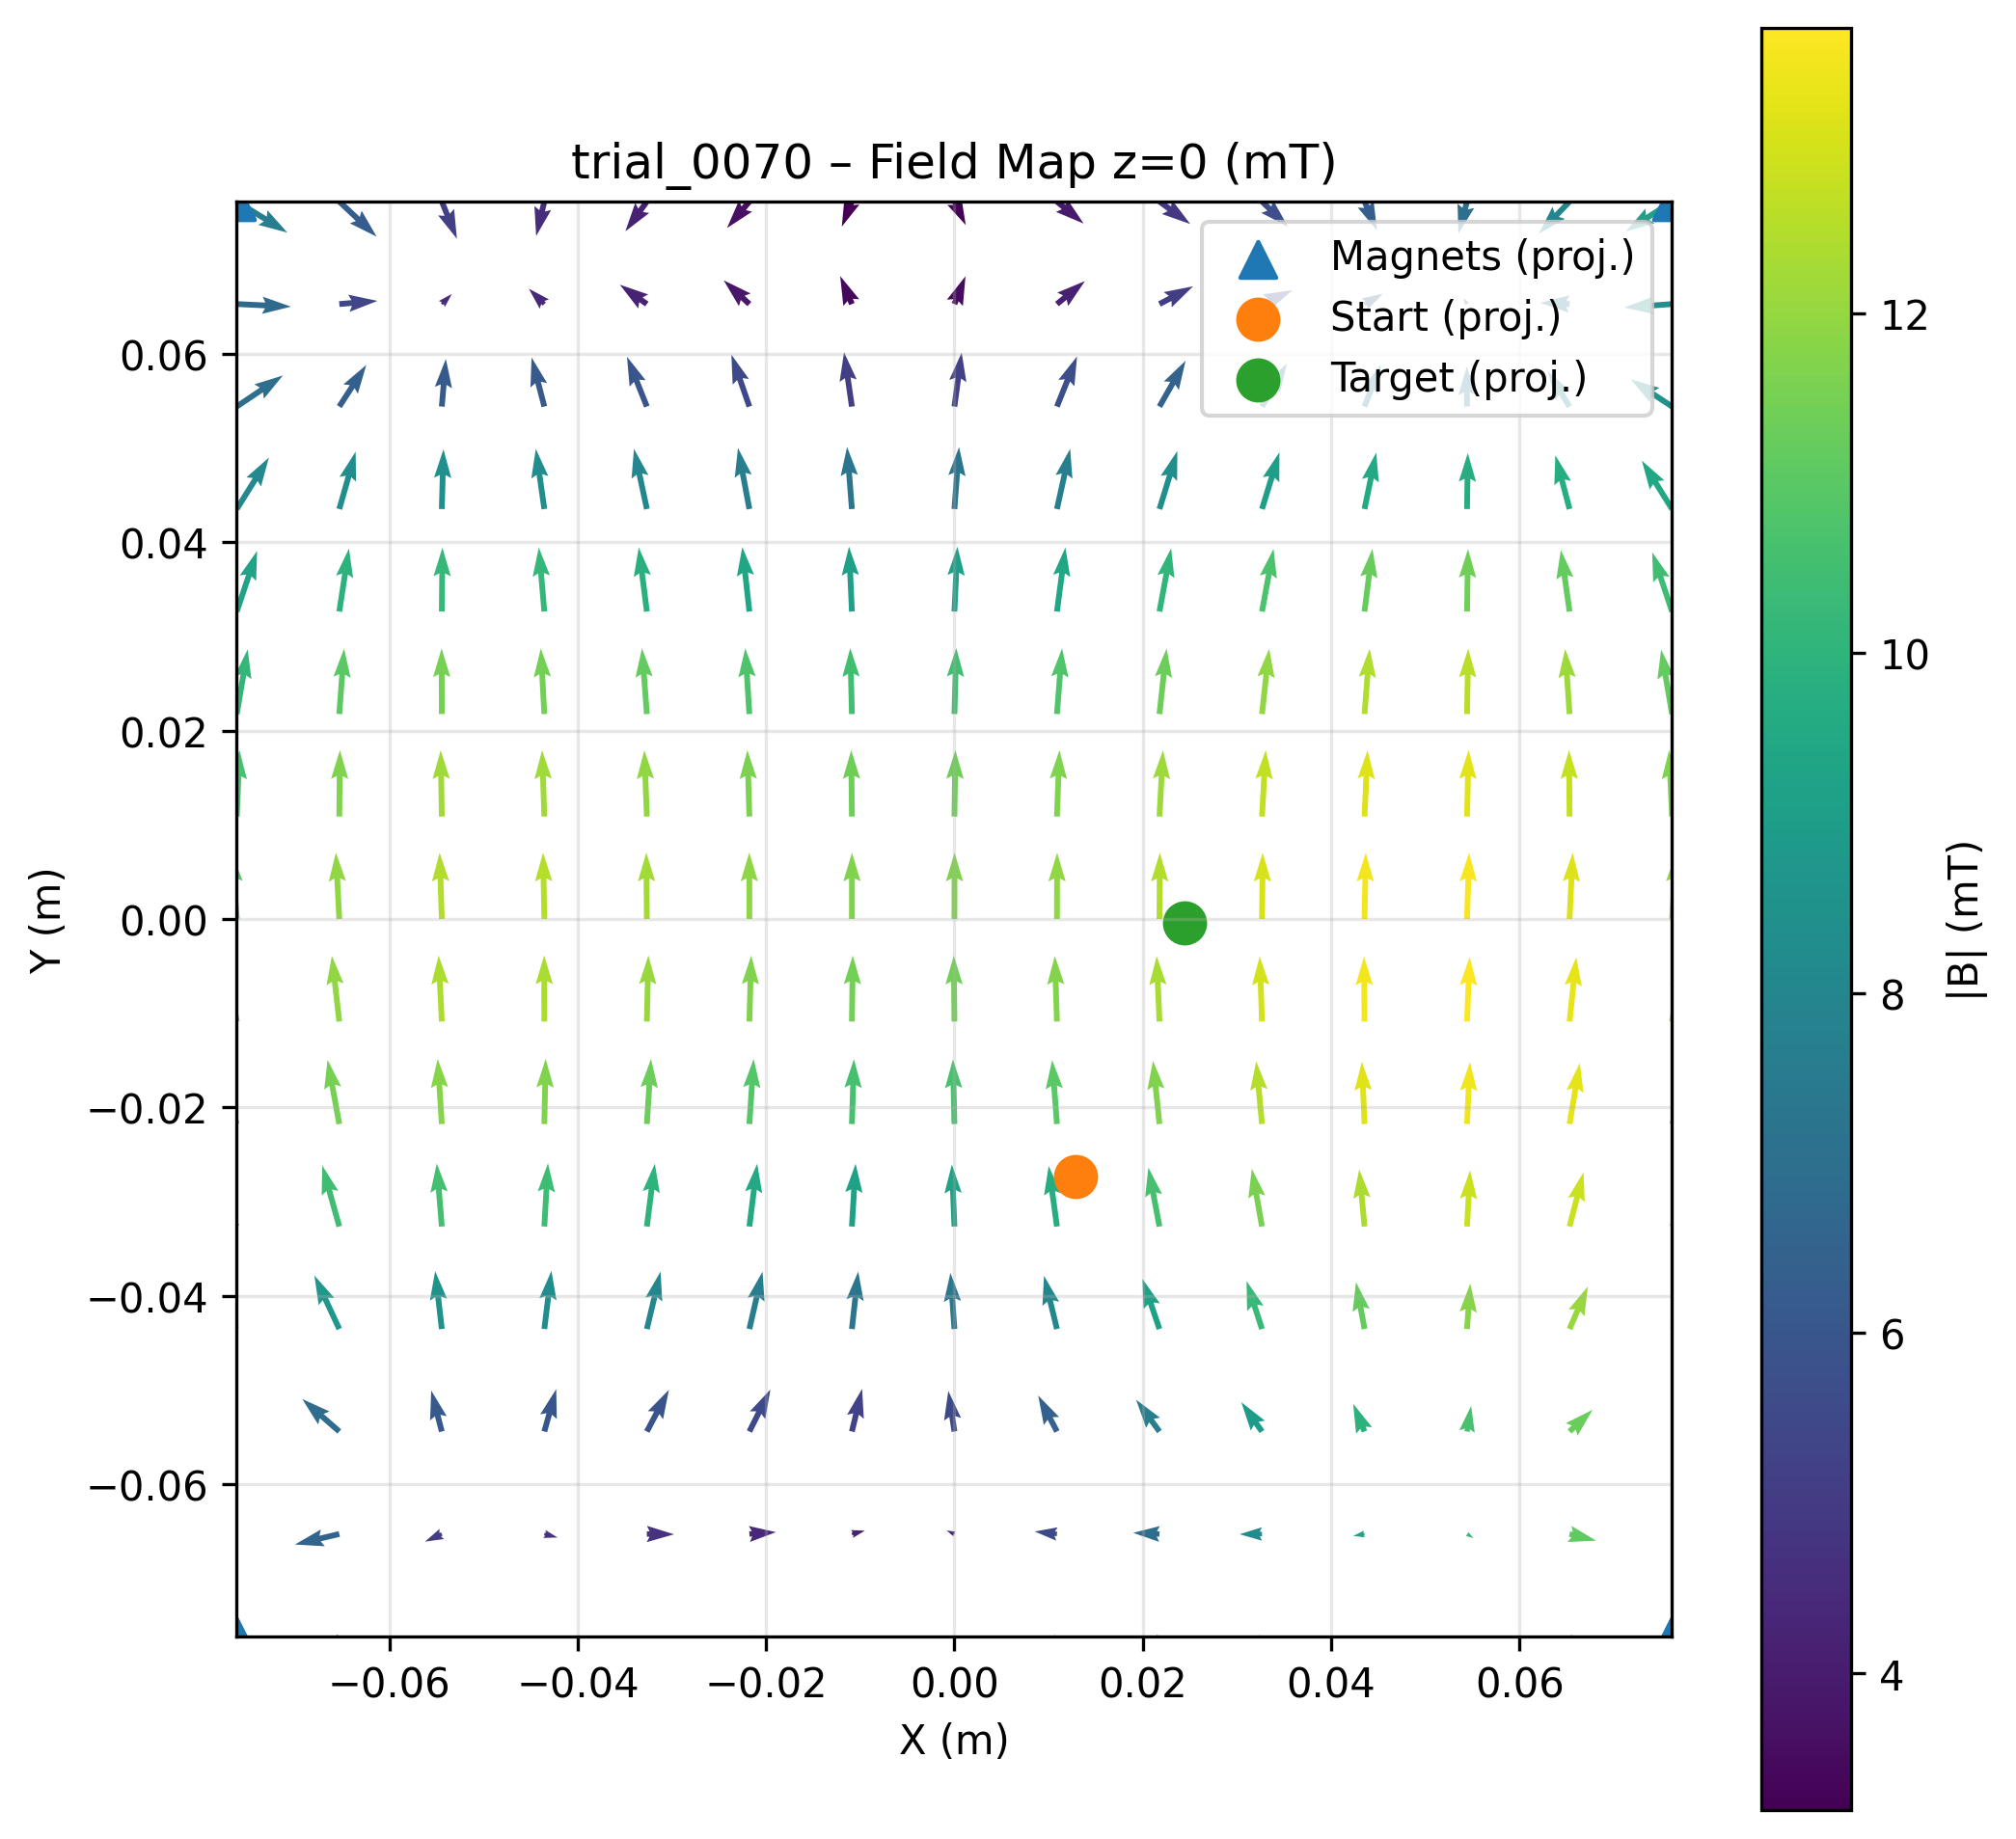 trial_0070 – Field Map z=0 (mT)
Magnets (proj.)
Start (proj.)
Target (proj.)
0.06
0.04
0.02
0.00
−0.02
−0.04
−0.06
Y (m)
−0.06
−0.04
−0.02
0.00
0.02
0.04
0.06
X (m)
12
10
8
6
4
|B| (mT)